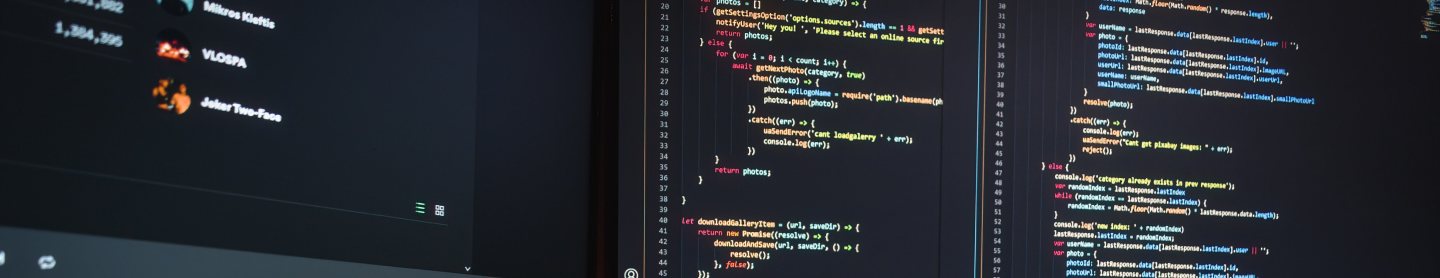 Mikros Kleftis
1,384,395
VLOSPA
Joker Two-Face
20 var photos = []
21 if (getSettingsOption('options.sources').length == 1 && getSett
22 notifyUser('Hey you! ', 'Please select an online source fir
23 return photos;
24 } else {
25 for (var i = 0; i < count; i++) {
26 await getNextPhoto(category, true)
27 .then((photo) => {
28 photo.apiLogoName = require('path').basename(ph
29 photos.push(photo);
30 })
31 .catch((err) => {
32 uaSendError('cant loadgalerry ' + err);
33 console.log(err);
34 })
35 }
36 return photos;
37 }
38 }
39
40 let downloadGalleryItem = (url, saveDir) => {
41 return new Promise((resolve) => {
42 downloadAndSave(url, saveDir, () => {
43 resolve();
44 }, false);
45 });
30 Math.floor(Math.random() * response.length),
31 data: response
32 }
33 var userName = lastResponse.data[lastResponse.lastIndex].user || '';
34 var photo = {
35 photoId: lastResponse.data[lastResponse.lastIndex].id,
36 photoUrl: lastResponse.data[lastResponse.lastIndex].imageURL,
37 userUrl: lastResponse.data[lastResponse.lastIndex].userUrl,
38 userName: userName,
39 smallPhotoUrl: lastResponse.data[lastResponse.lastIndex].smallPhotoUrl
40 }
41 resolve(photo);
42 })
43 .catch((err) => {
44 console.log(err);
45 uaSendError("Cant get pixabay images: " + err);
46 reject();
47 })
48 } else {
49 console.log('category already exists in prev response');
50 var randomIndex = lastResponse.lastIndex
51 while (randomIndex == lastResponse.lastIndex) {
52 randomIndex = Math.floor(Math.random() * lastResponse.data.length);
53 }
54 console.log('new index: ' + randomIndex)
55 lastResponse.lastIndex = randomIndex;
56 var userName = lastResponse.data[lastResponse.lastIndex].user || '';
57 var photo = {
photoId: lastResponse.data[lastResponse.lastIndex].id,
photoUrl: lastResponse.data[lastResponse.lastIndex]